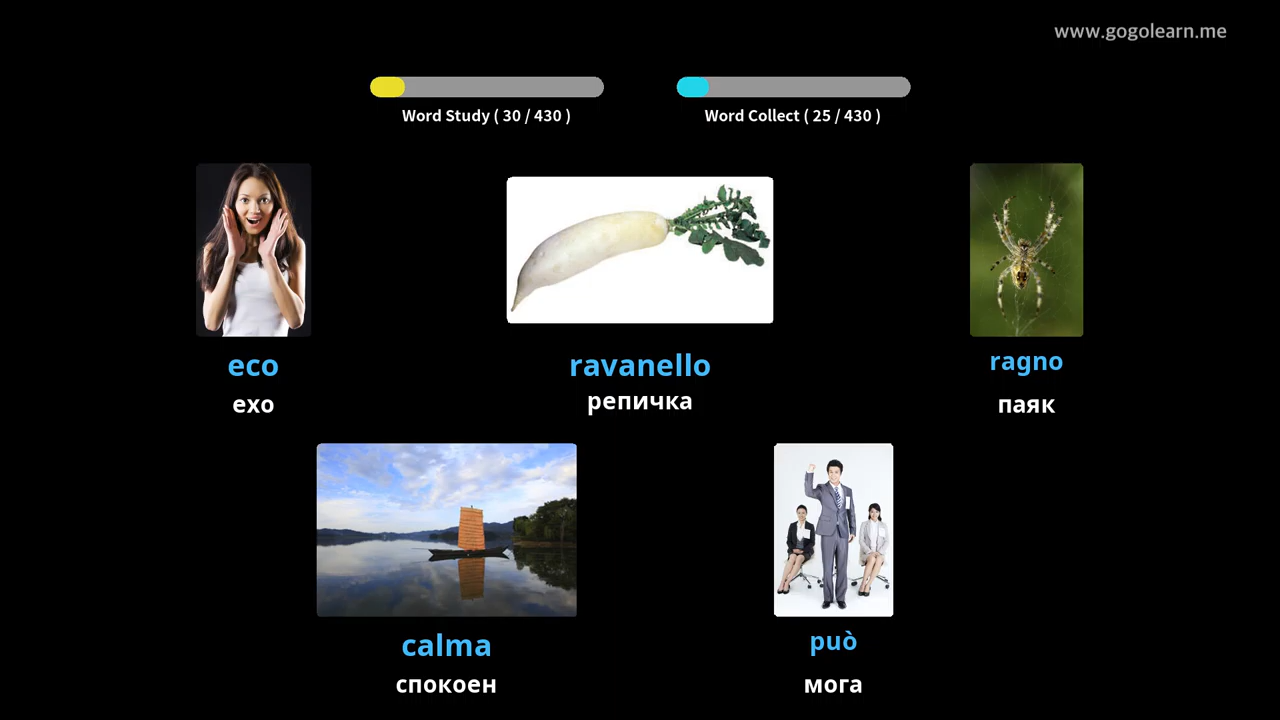 www.gogolearn.me
Word Study ( 30 / 430 )
Word Collect ( 25 / 430 )
eco
ravanello
ragno
ехо
репичка
паяк
calma
può
спокоен
мога